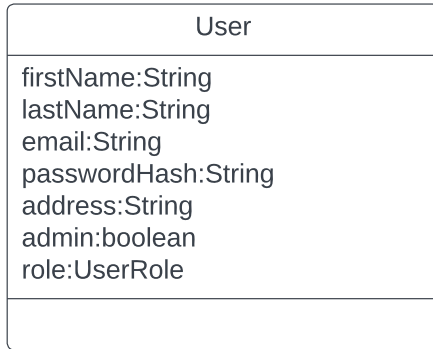 User
firstName:String
lastName:String
email:String
passwordHash:String
address:String
admin:boolean
role:UserRole